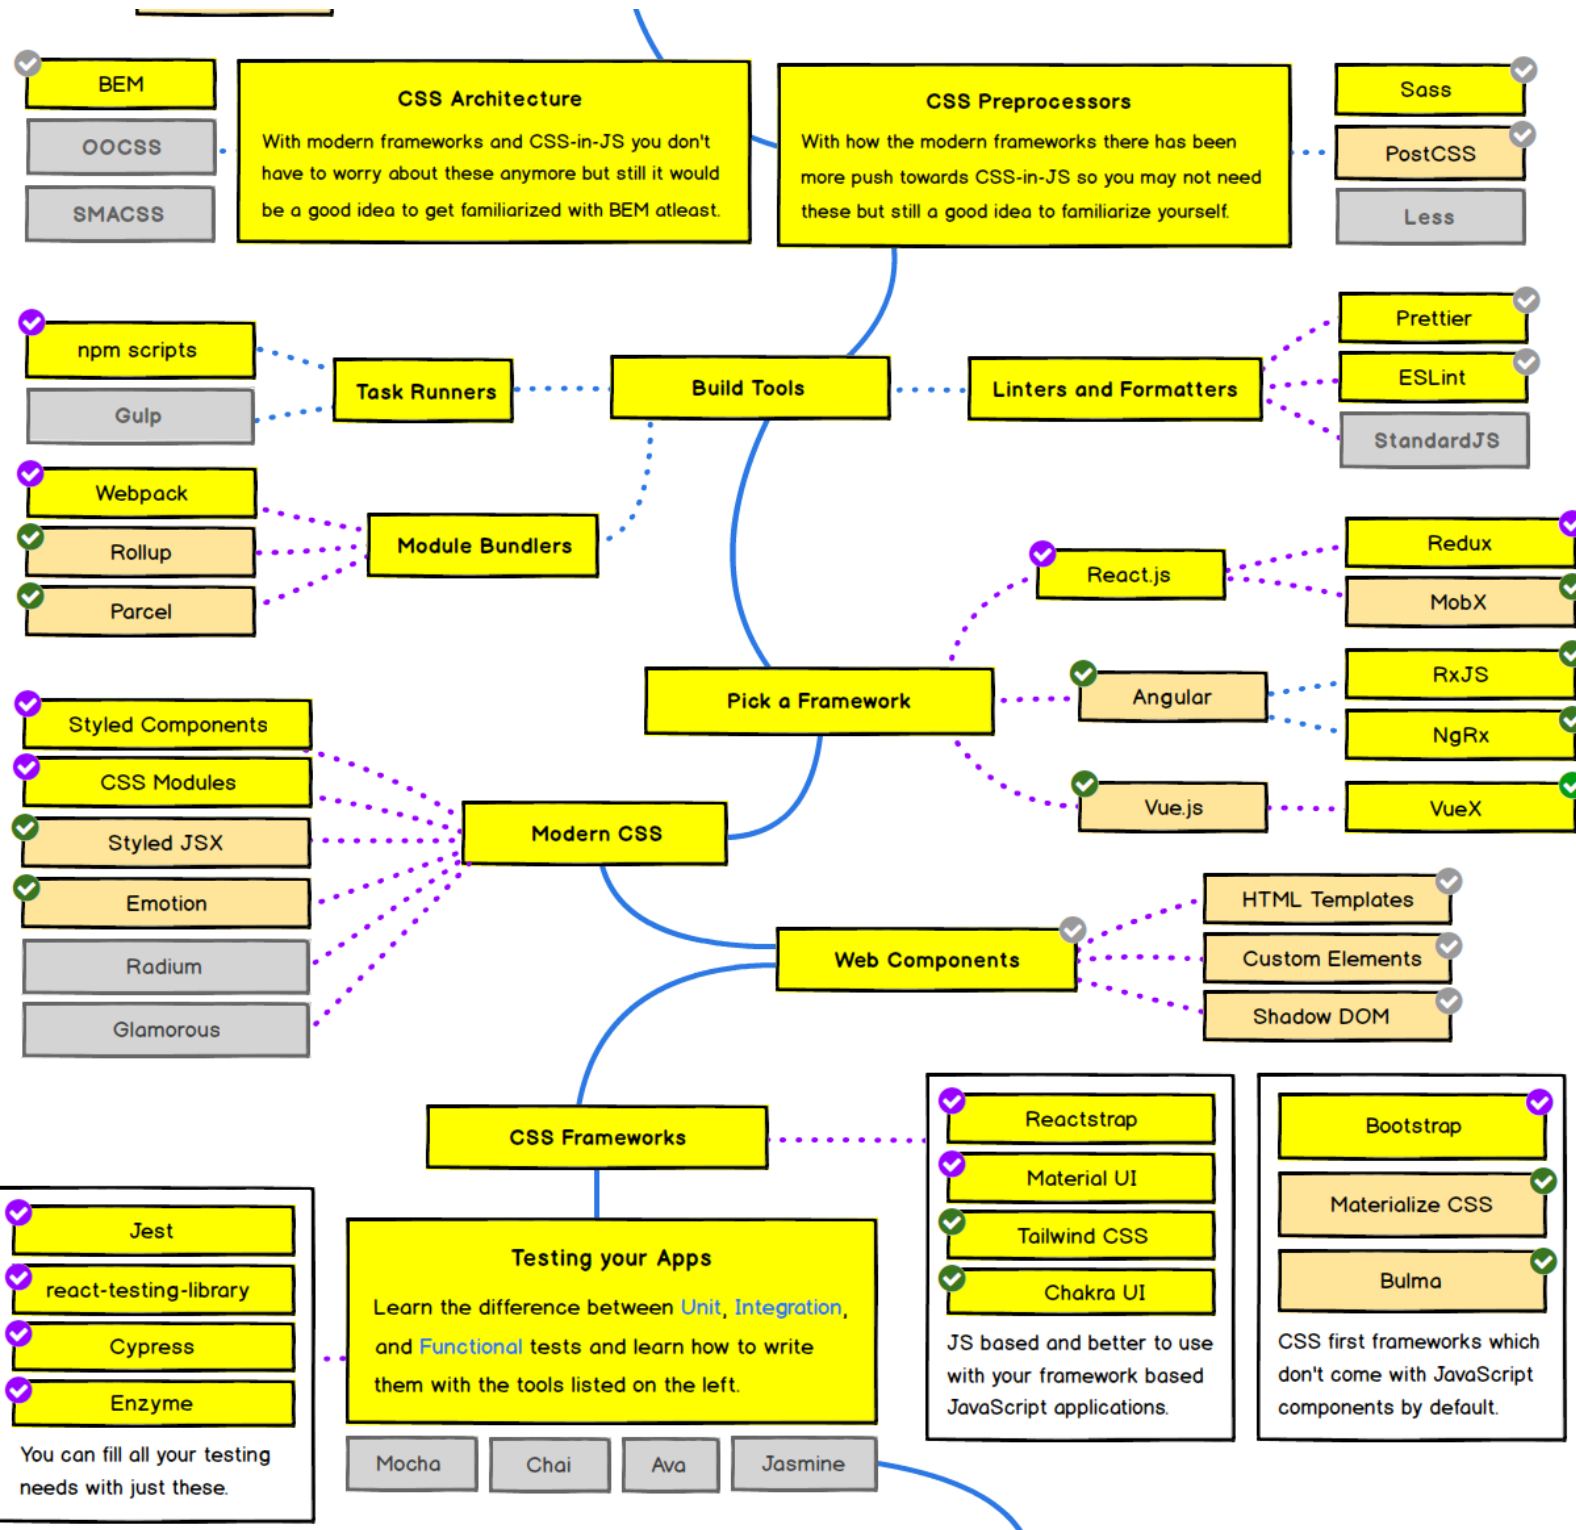 BEM
OOCSS
SMACSS
CSS Architecture
With modern frameworks and CSS-in-JS you don't
have to worry about these anymore but still it would
be a good idea to get familiarized with BEM atleast.
CSS Preprocessors
With how the modern frameworks there has been
more push towards CSS-in-JS so you may not need
these but still a good idea to familiarize yourself.
Sass
PostCSS
Less
npm scripts
Gulp
Task Runners
Build Tools
Linters and Formatters
Prettier
ESLint
StandardJS
Webpack
Rollup
Parcel
Module Bundlers
React.js
Redux
MobX
Pick a Framework
Angular
RxJS
NgRx
Vue.js
VueX
Styled Components
CSS Modules
Styled JSX
Emotion
Radium
Glamorous
Modern CSS
Web Components
HTML Templates
Custom Elements
Shadow DOM
CSS Frameworks
Reactstrap
Material UI
Tailwind CSS
Chakra UI
JS based and better to use
with your framework based
JavaScript applications.
Bootstrap
Materialize CSS
Bulma
CSS first frameworks which
don't come with JavaScript
components by default.
Jest
react-testing-library
Cypress
Enzyme
You can fill all your testing
needs with just these.
Testing your Apps
Learn the difference between Unit, Integration,
and Functional tests and learn how to write
them with the tools listed on the left.
Mocha
Chai
Ava
Jasmine